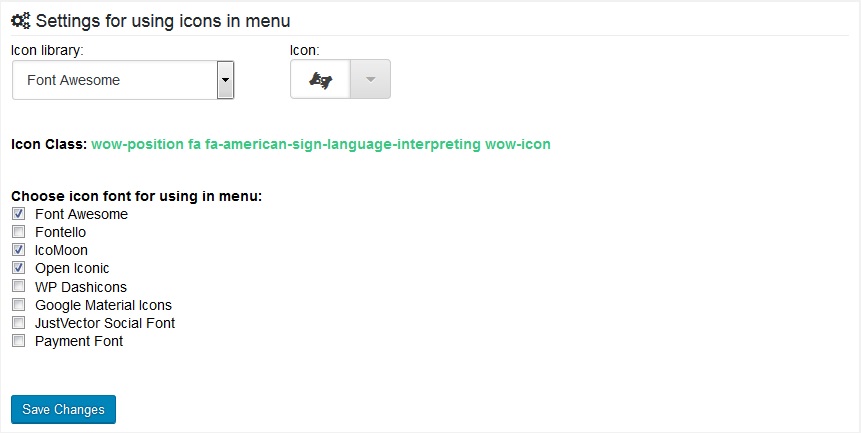 Settings for using icons in menu
Icon library: Icon:
Font Awesome
Icon Class: wow-position fa fa-american-sign-language-interpreting wow-icon
Choose icon font for using in menu:
Font Awesome
Fontello
IcoMoon
Open Iconic
WP Dashicons
Google Material Icons
JustVector Social Font
Payment Font
Save Changes